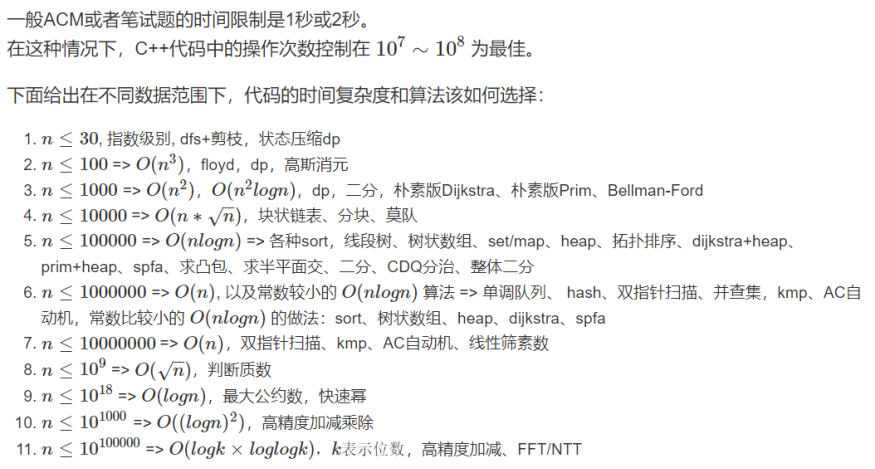 一般ACM或者笔试题的时间限制是1秒或2秒。
在这种情况下，C++代码中的操作次数控制在 10^7 ∼ 10^8 为最佳。
下面给出在不同数据范围下，代码的时间复杂度和算法该如何选择：
1. n ≤ 30, 指数级别, dfs+剪枝，状态压缩dp
2. n ≤ 100 => O(n^3)，floyd，dp，高斯消元
3. n ≤ 1000 => O(n^2)，O(n^2logn)，dp，二分，朴素版Dijkstra、朴素版Prim、Bellman-Ford
4. n ≤ 10000 => O(n ∗ √n)，块状链表、分块、莫队
5. n ≤ 100000 => O(nlogn) => 各种sort，线段树、树状数组、set/map、heap、拓扑排序、dijkstra+heap、
prim+heap、spfa、求凸包、求半平面交、二分、CDQ分治、整体二分
6. n ≤ 1000000 => O(n), 以及常数较小的 O(nlogn) 算法 => 单调队列、 hash、双指针扫描、并查集，kmp、AC自
动机，常数比较小的 O(nlogn) 的做法：sort、树状数组、heap、dijkstra、spfa
7. n ≤ 10000000 => O(n)，双指针扫描、kmp、AC自动机、线性筛素数
8. n ≤ 10^9 => O(√n)，判断质数
9. n ≤ 10^18 => O(logn)，最大公约数，快速幂
10. n ≤ 10^1000 => O((logn)^2)，高精度加减乘除
11. n ≤ 10^100000 => O(logk × loglogk)，k表示位数，高精度加减、FFT/NTT